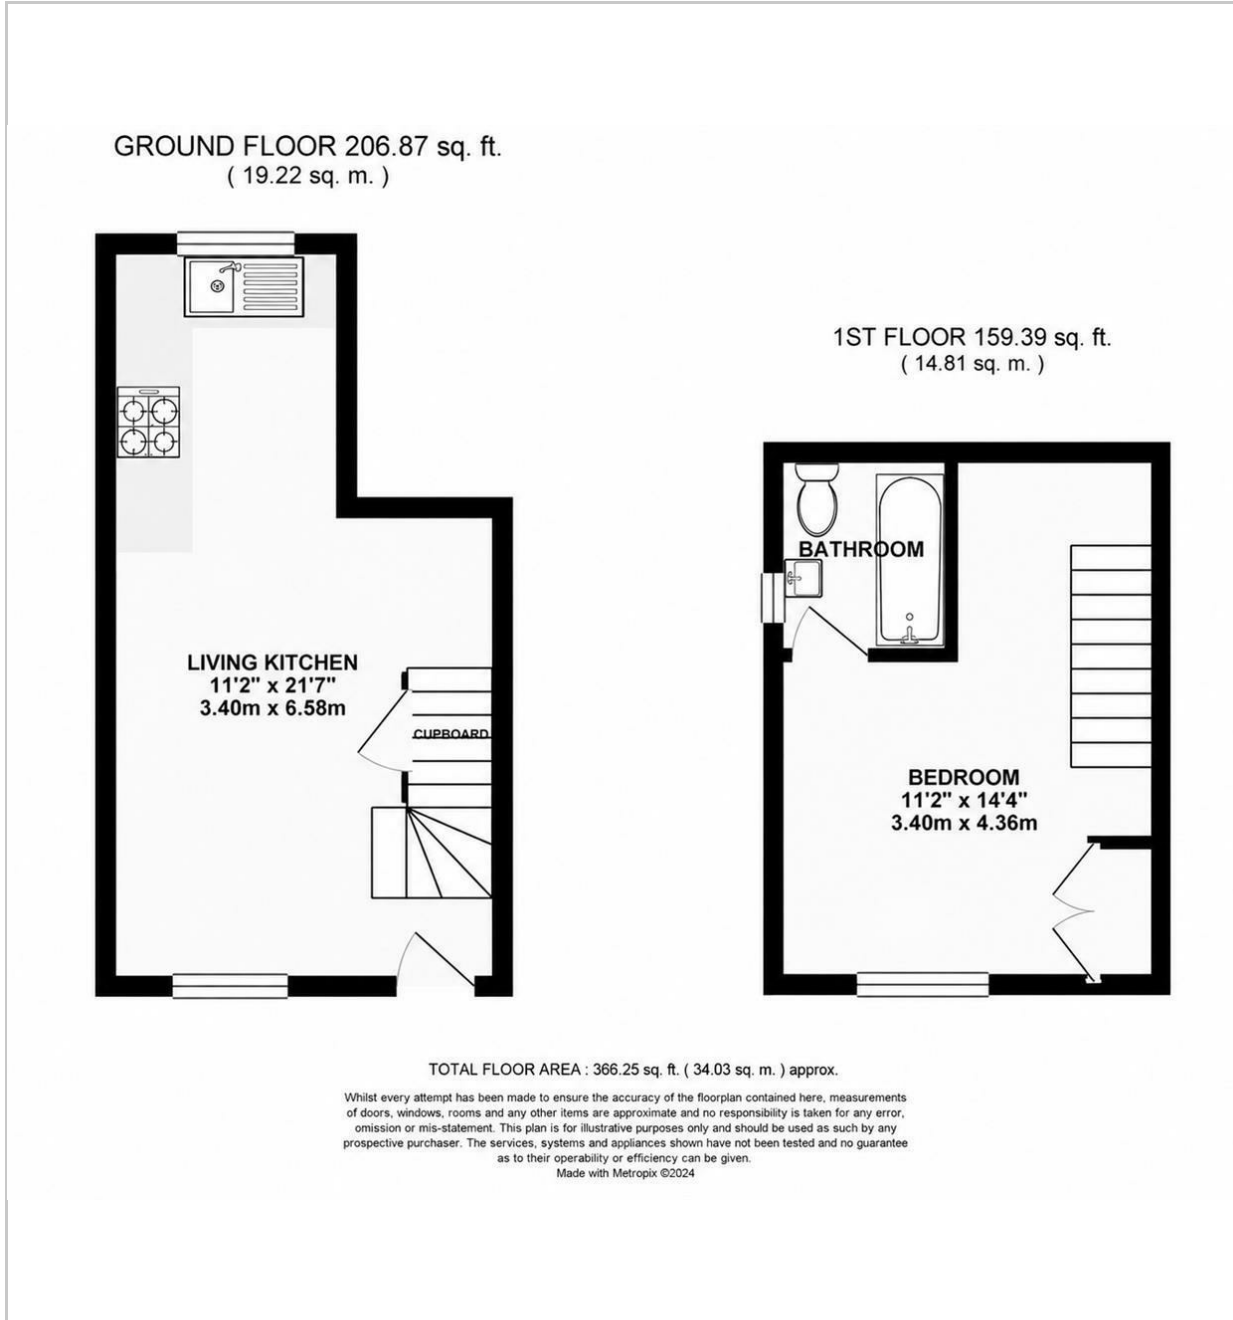 GROUND FLOOR 206.87 sq. ft.
( 19.22 sq. m. )
LIVING KITCHEN
11'2" x 21'7"
3.40m x 6.58m
CUPBOARD
1ST FLOOR 159.39 sq. ft.
( 14.81 sq. m. )
BATHROOM
BEDROOM
11'2" x 14'4"
3.40m x 4.36m
TOTAL FLOOR AREA : 366.25 sq. ft. ( 34.03 sq. m. ) approx.
Whilst every attempt has been made to ensure the accuracy of the floorplan contained here, measurements
of doors, windows, rooms and any other items are approximate and no responsibility is taken for any error,
omission or mis-statement. This plan is for illustrative purposes only and should be used as such by any
prospective purchaser. The services, systems and appliances shown have not been tested and no guarantee
as to their operability or efficiency can be given.
Made with Metropix ©2024